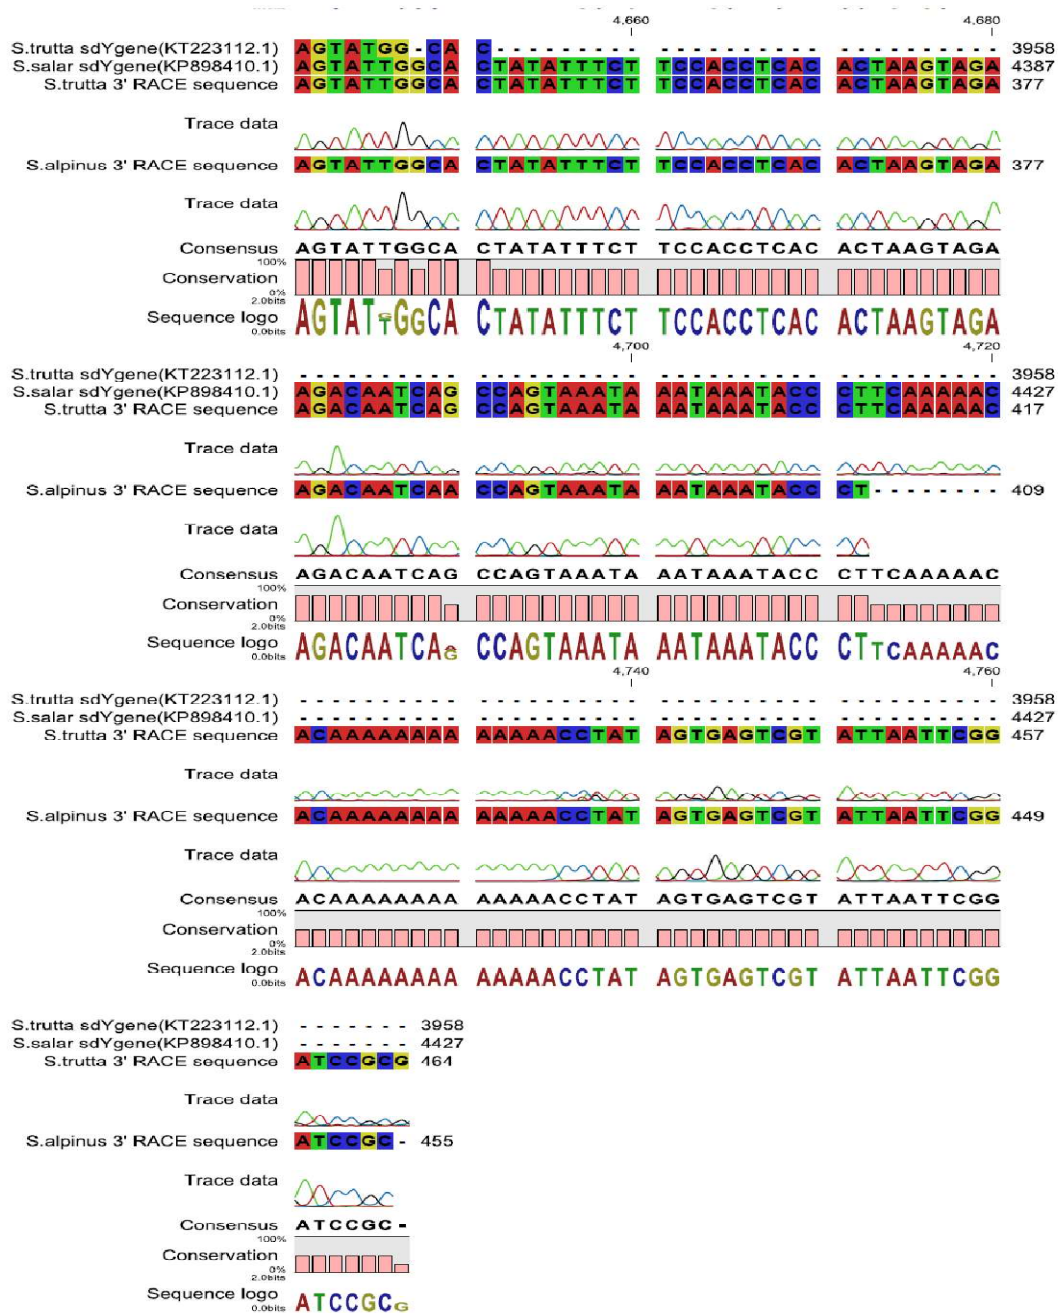 4,660 4,680
S.trutta sdYgene(KT223112.1) AGTATGG-CA C--------- ---------- ---------- 3958
S.salar sdYgene(KP898410.1) AGTATTGGCA CTATATTTCT TCCACCTCAC ACTAAGTAGA 4387
S.trutta 3' RACE sequence AGTATTGGCA CTATATTTCT TCCACCTCAC ACTAAGTAGA 377
Trace data
S.alpinus 3' RACE sequence AGTATTGGCA CTATATTTCT TCCACCTCAC ACTAAGTAGA 377
Trace data
Consensus AGTATTGGCA CTATATTTCT TCCACCTCAC ACTAAGTAGA
100%
Conservation
0%
2.0bits
Sequence logo AGTATTGGCA CTATATTTCT TCCACCTCAC ACTAAGTAGA
0.0bits
4,700 4,720
S.trutta sdYgene(KT223112.1) ---------- ---------- ---------- ---------- 3958
S.salar sdYgene(KP898410.1) AGACAATCAG CCAGTAAATA AATAAATACC CTTCAAAAAC 4427
S.trutta 3' RACE sequence AGACAATCAG CCAGTAAATA AATAAATACC CTTCAAAAAC 417
Trace data
S.alpinus 3' RACE sequence AGACAATCAA CCAGTAAATA AATAAATACC CT-------- 409
Trace data
Consensus AGACAATCAG CCAGTAAATA AATAAATACC CTTCAAAAAC
100%
Conservation
0%
2.0bits
Sequence logo AGACAATCAG CCAGTAAATA AATAAATACC CTTCAAAAAC
0.0bits
4,740 4,760
S.trutta sdYgene(KT223112.1) ---------- ---------- ---------- ---------- 3958
S.salar sdYgene(KP898410.1) ---------- ---------- ---------- ---------- 4427
S.trutta 3' RACE sequence ACAAAAAAAA AAAAACCTAT AGTGAGTCGT ATTAATTCGG 457
Trace data
S.alpinus 3' RACE sequence ACAAAAAAAA AAAAACCTAT AGTGAGTCGT ATTAATTCGG 449
Trace data
Consensus ACAAAAAAAA AAAAACCTAT AGTGAGTCGT ATTAATTCGG
100%
Conservation
0%
2.0bits
Sequence logo ACAAAAAAAA AAAAACCTAT AGTGAGTCGT ATTAATTCGG
0.0bits
S.trutta sdYgene(KT223112.1) ------- 3958
S.salar sdYgene(KP898410.1) ------- 4427
S.trutta 3' RACE sequence ATCCGCG 464
Trace data
S.alpinus 3' RACE sequence ATCCGC- 455
Trace data
Consensus ATCCGC-
100%
Conservation
0%
2.0bits
Sequence logo ATCCGCG
0.0bits